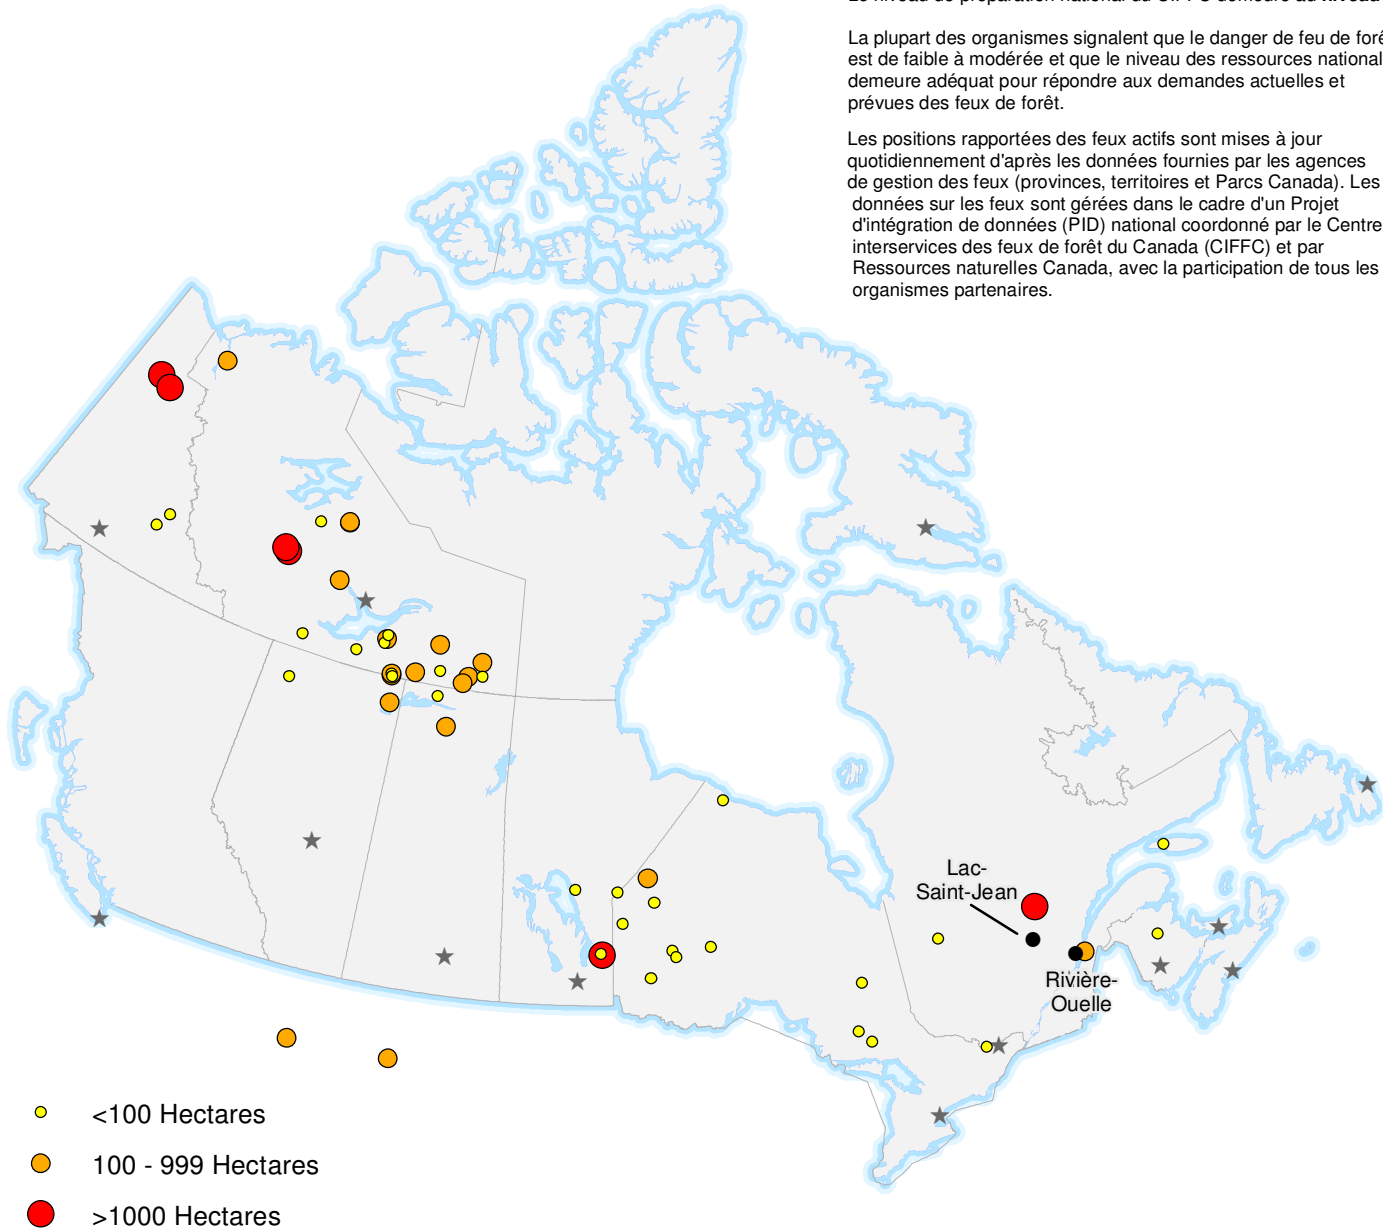 La plupart des organismes signalent que le danger de feu de forê
est de faible à modérée et que le niveau des ressources national
demeure adéquat pour répondre aux demandes actuelles et
prévues des feux de forêt.
Les positions rapportées des feux actifs sont mises à jour
quotidiennement d'après les données fournies par les agences
de gestion des feux (provinces, territoires et Parcs Canada). Les
données sur les feux sont gérées dans le cadre d'un Projet
d'intégration de données (PID) national coordonné par le Centre
interservices des feux de forêt du Canada (CIFFC) et par
Ressources naturelles Canada, avec la participation de tous les
organismes partenaires.
Lac-
Saint-Jean
Rivière-
Ouelle
<100 Hectares
100 - 999 Hectares
>1000 Hectares